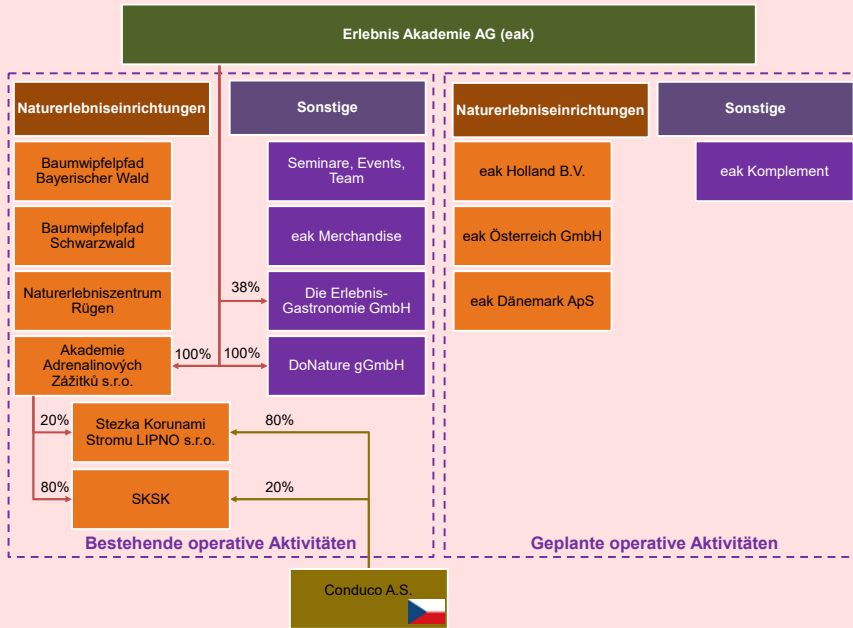 Erlebnis Akademie AG (eak)
Naturerlebniseinrichtungen
Sonstige
Baumwipfelpfad
Bayerischer Wald
Seminare, Events,
Team
Baumwipfelpfad
Schwarzwald
eak Merchandise
Naturerlebniszentrum
Rügen
38%
Die Erlebnis-
Gastronomie GmbH
Akademie
Adrenalinových
Zážitků s.r.o.
100%
100%
DoNature gGmbH
20%
Stezka Korunami
Stromu LIPNO s.r.o.
80%
80%
SKSK
20%
Bestehende operative Aktivitäten
Conduco A.S.
Naturerlebniseinrichtungen
Sonstige
eak Holland B.V.
eak Komplement
eak Österreich GmbH
eak Dänemark ApS
Geplante operative Aktivitäten